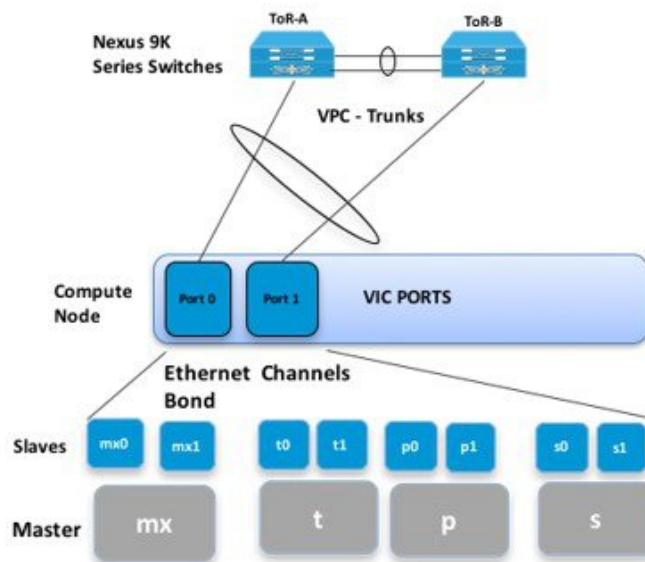 ToR-A
ToR-B
Nexus 9K
Series Switches
VPC - Trunks
Compute
Node
Port 0
Port 1
VIC PORTS
Ethernet Channels
Bond
Slaves
mx0
mx1
t0
t1
p0
p1
s0
s1
Master
mx
t
p
s